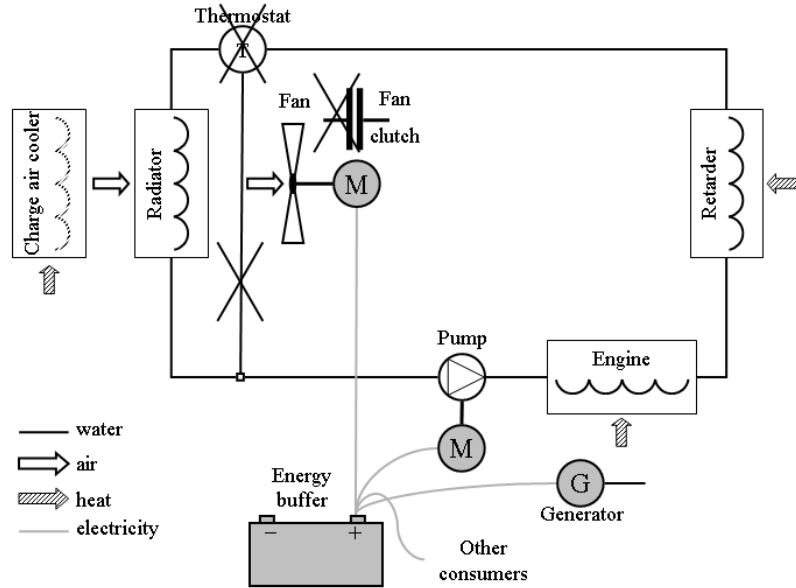 Thermostat
T
Fan
Fan
clutch
M
Charge air cooler
Radiator
Retarder
Pump
Engine
M
water
air
heat
electricity
Energy
buffer
− +
G
Generator
Other
consumers